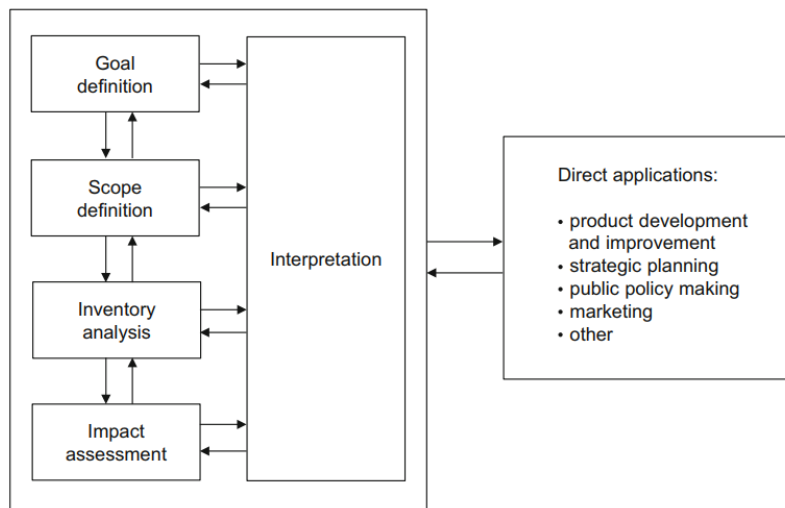 Goal
definition
Scope
definition
Inventory
analysis
Impact
assessment
Interpretation
Direct applications:
• product development
and improvement
• strategic planning
• public policy making
• marketing
• other